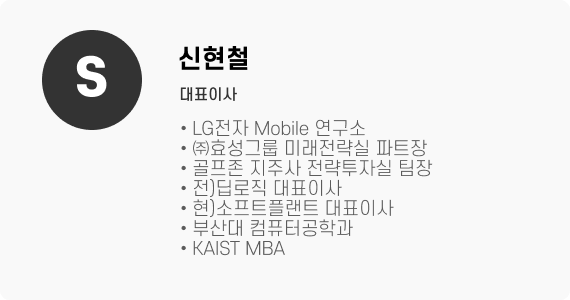 S
신현철
대표이사
• LG전자 Mobile 연구소
• ㈜효성그룹 미래전략실 파트장
• 골프존 지주사 전략투자실 팀장
• 전)딥로직 대표이사
• 현)소프트플랜트 대표이사
• 부산대 컴퓨터공학과
• KAIST MBA